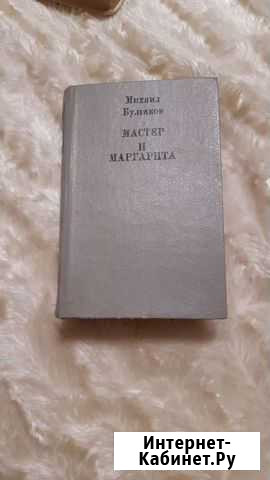 Михаил
Булгаков
МАСТЕР
И
МАРГАРИТА
Интернет-
Кабинет.Ру